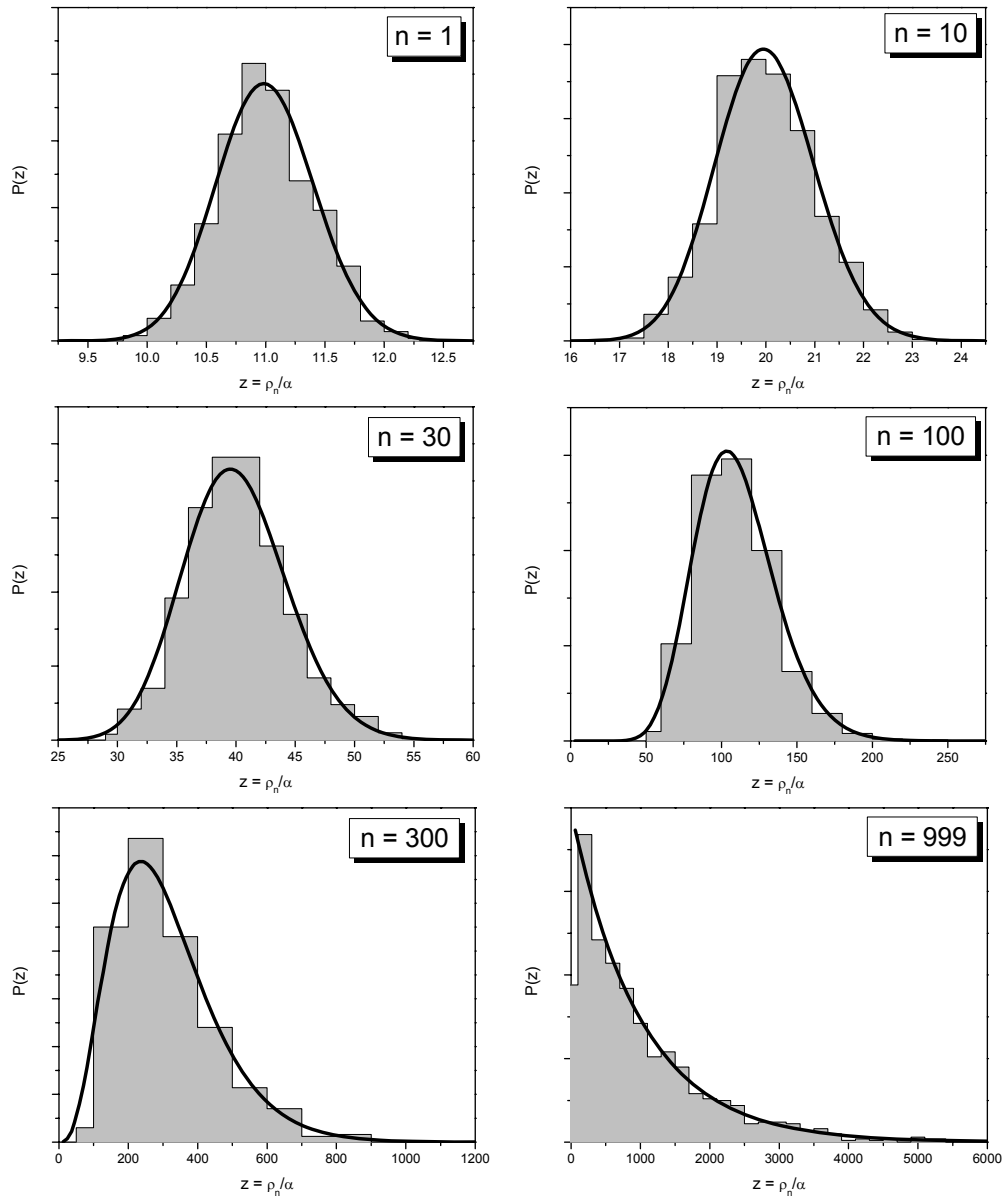 n = 1
P(z)
9.5 10.0 10.5 11.0 11.5 12.0 12.5
z = ρn/α
n = 10
P(z)
16 17 18 19 20 21 22 23 24
z = ρn/α
n = 30
P(z)
25 30 35 40 45 50 55 60
z = ρn/α
n = 100
P(z)
0 50 100 150 200 250
z = ρn/α
n = 300
P(z)
0 200 400 600 800 1000 1200
z = ρn/α
n = 999
P(z)
0 1000 2000 3000 4000 5000 6000
z = ρn/α